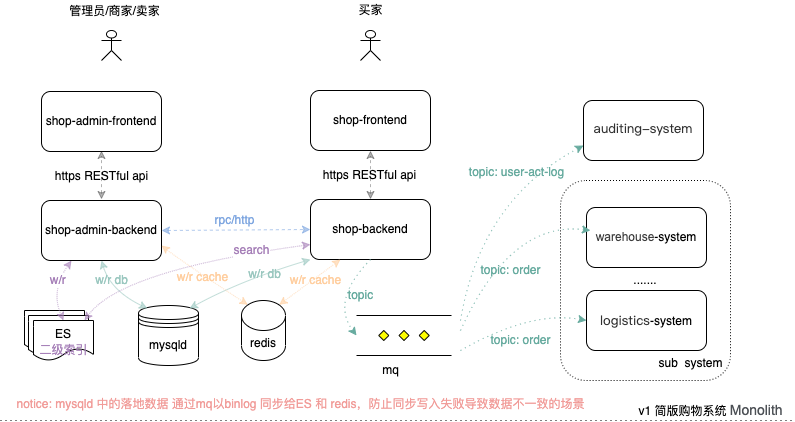 管理员/商家/卖家
买家
shop-admin-frontend
shop-frontend
auditing-system
https RESTful api
https RESTful api
topic: user-act-log
shop-admin-backend
rpc/http
shop-backend
search
warehouse-system
w/r
w/r db
w/r cache
w/r db
w/r cache
topic: order
.......
topic
ES
二级索引
mysqld
redis
logistics-system
topic: order
mq
sub system
notice: mysqld 中的落地数据 通过mq以binlog 同步给ES 和 redis，防止同步写入失败导致数据不一致的场景
v1 简版购物系统 Monolith